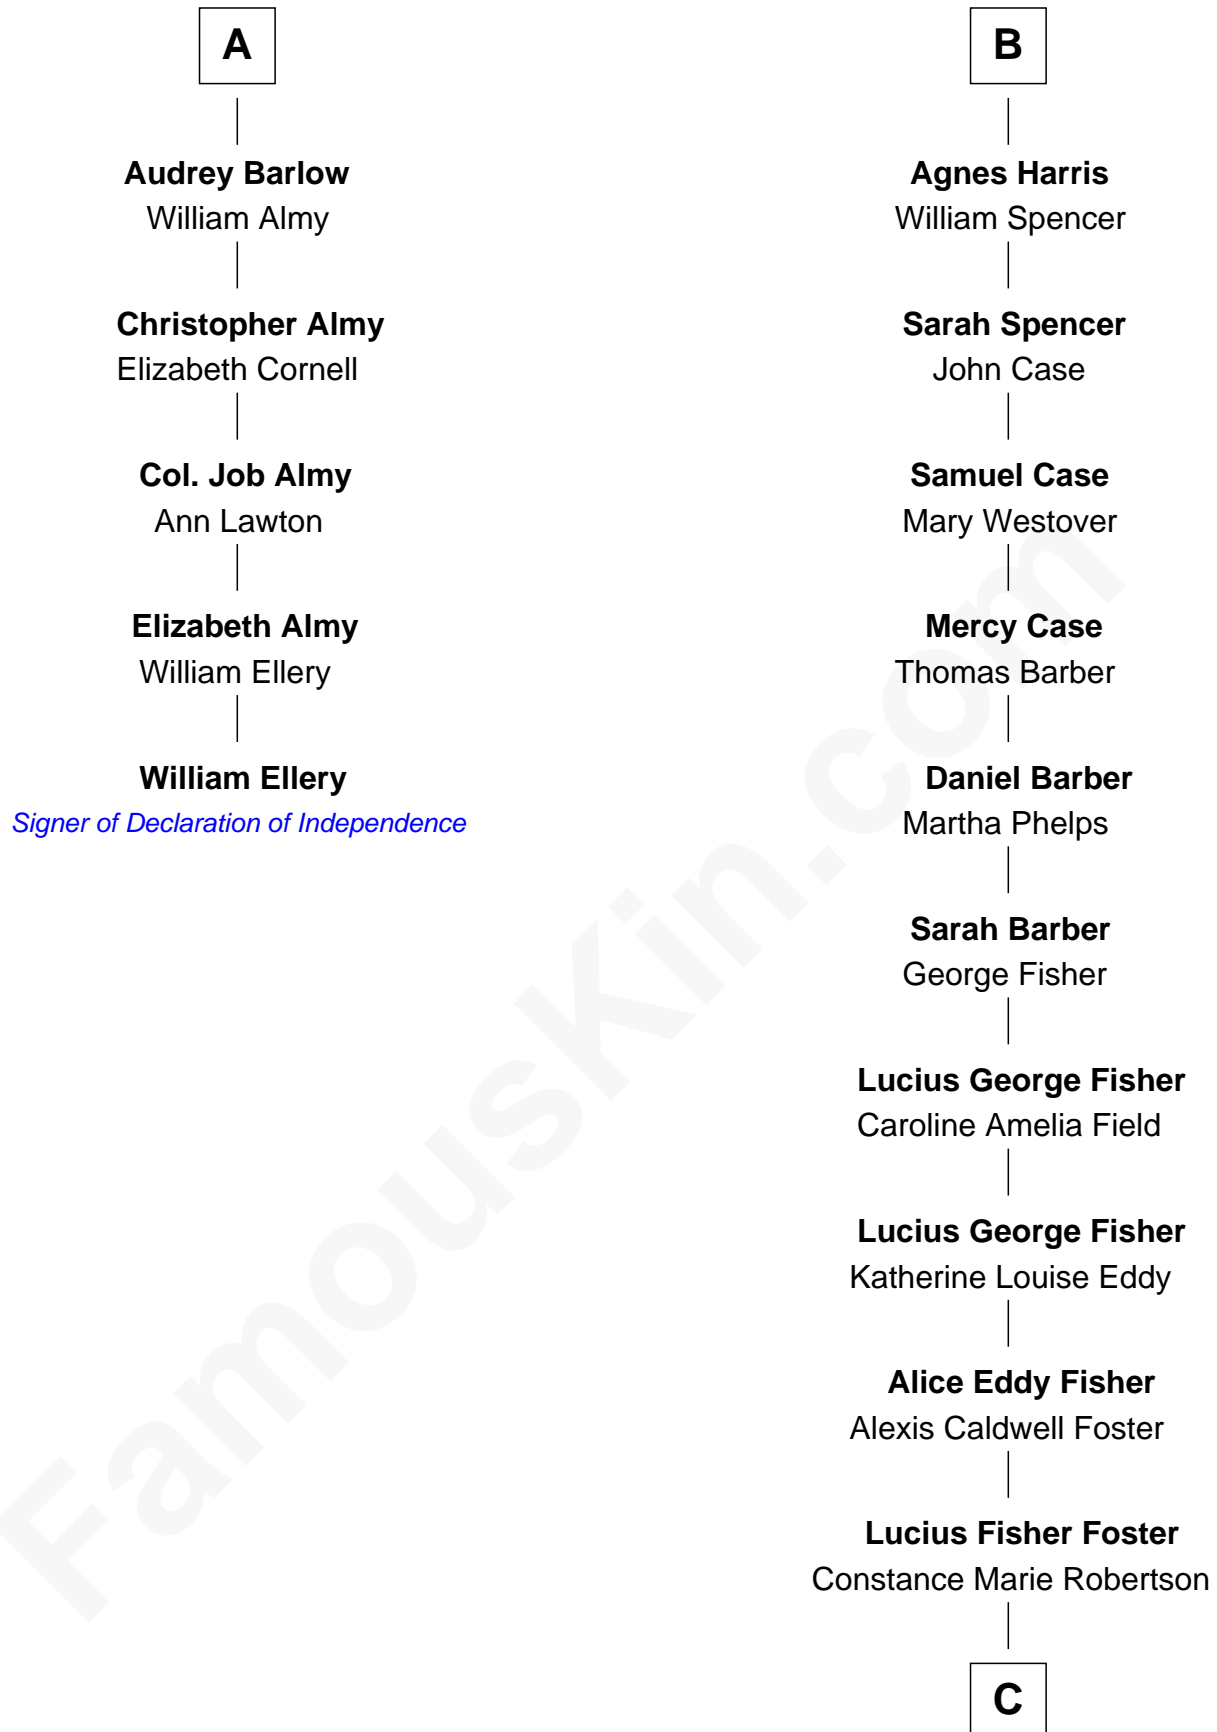 A
Audrey Barlow
William Almy
Christopher Almy
Elizabeth Cornell
Col. Job Almy
Ann Lawton
Elizabeth Almy
William Ellery
William Ellery
Signer of Declaration of Independence
B
Agnes Harris
William Spencer
Sarah Spencer
John Case
Samuel Case
Mary Westover
Mercy Case
Thomas Barber
Daniel Barber
Martha Phelps
Sarah Barber
George Fisher
Lucius George Fisher
Caroline Amelia Field
Lucius George Fisher
Katherine Louise Eddy
Alice Eddy Fisher
Alexis Caldwell Foster
Lucius Fisher Foster
Constance Marie Robertson
C
FamousKin.com